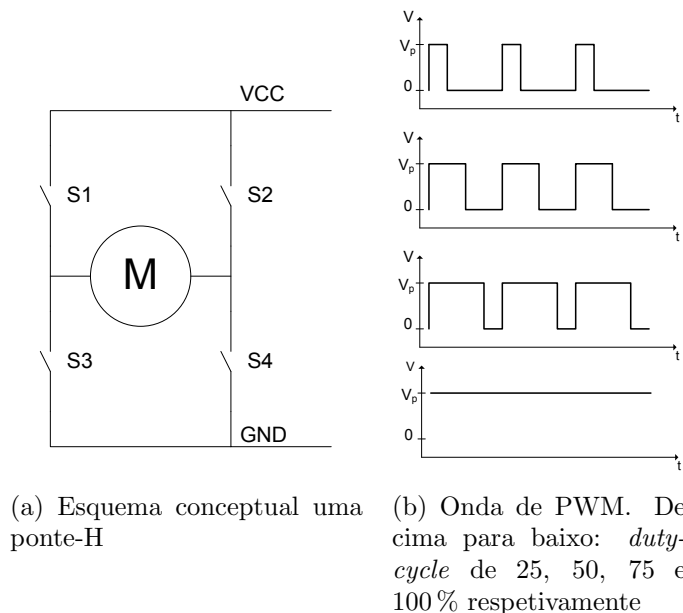 VCC
S1
S2
M
S3
S4
GND
V
Vp
0
t
V
Vp
0
t
V
Vp
0
t
V
Vp
0
t
(a) Esquema conceptual uma
ponte-H
(b) Onda de PWM. De
cima para baixo: duty-
cycle de 25, 50, 75 e
100 % respetivamente